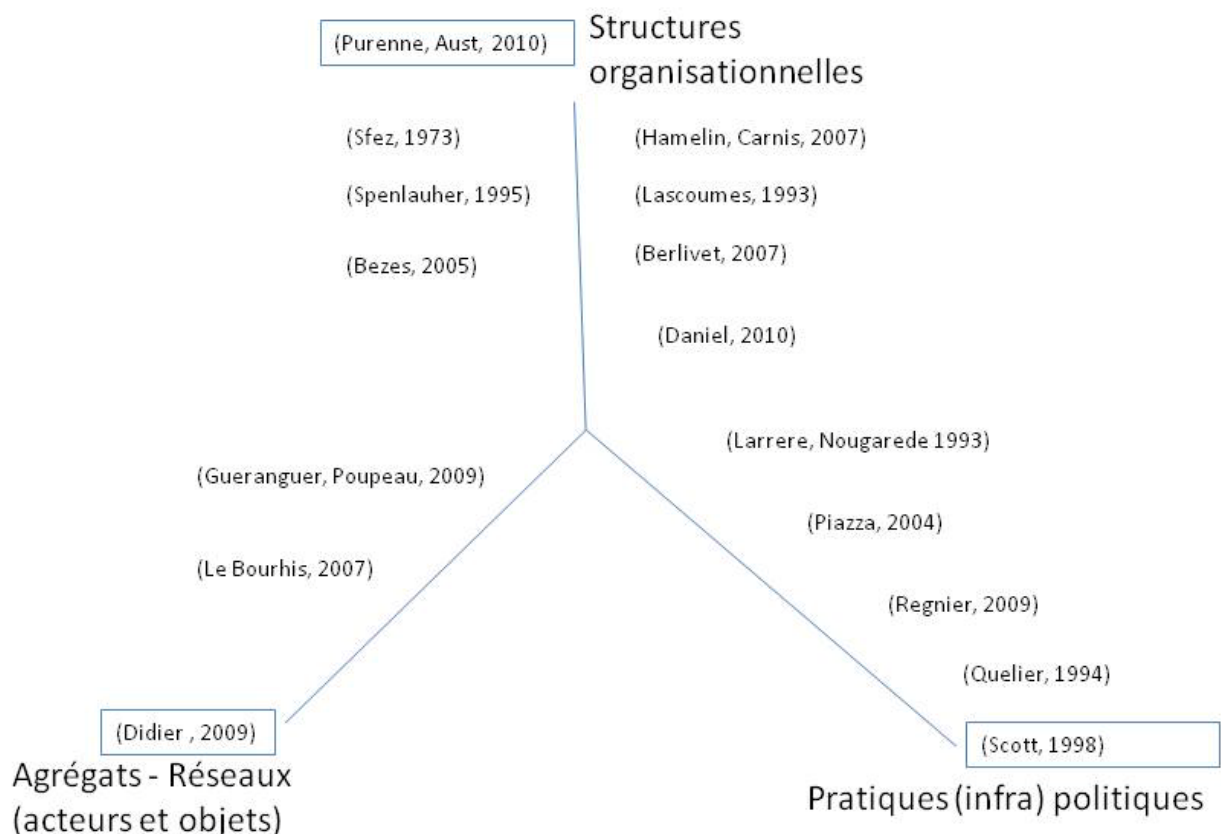 (Purenne, Aust, 2010)
Structures
organisationnelles
(Sfez, 1973)
(Hamelin, Carnis, 2007)
(Spenlauher, 1995)
(Lascoumes, 1993)
(Berlivet, 2007)
(Bezes, 2005)
(Daniel, 2010)
(Larrere, Nougarede 1993)
(Gueranguer, Poupeau, 2009)
(Piazza, 2004)
(Le Bourhis, 2007)
(Regnier, 2009)
(Quelier, 1994)
(Didier , 2009)
(Scott, 1998)
Agrégats - Réseaux
(acteurs et objets)
Pratiques (infra) politiques